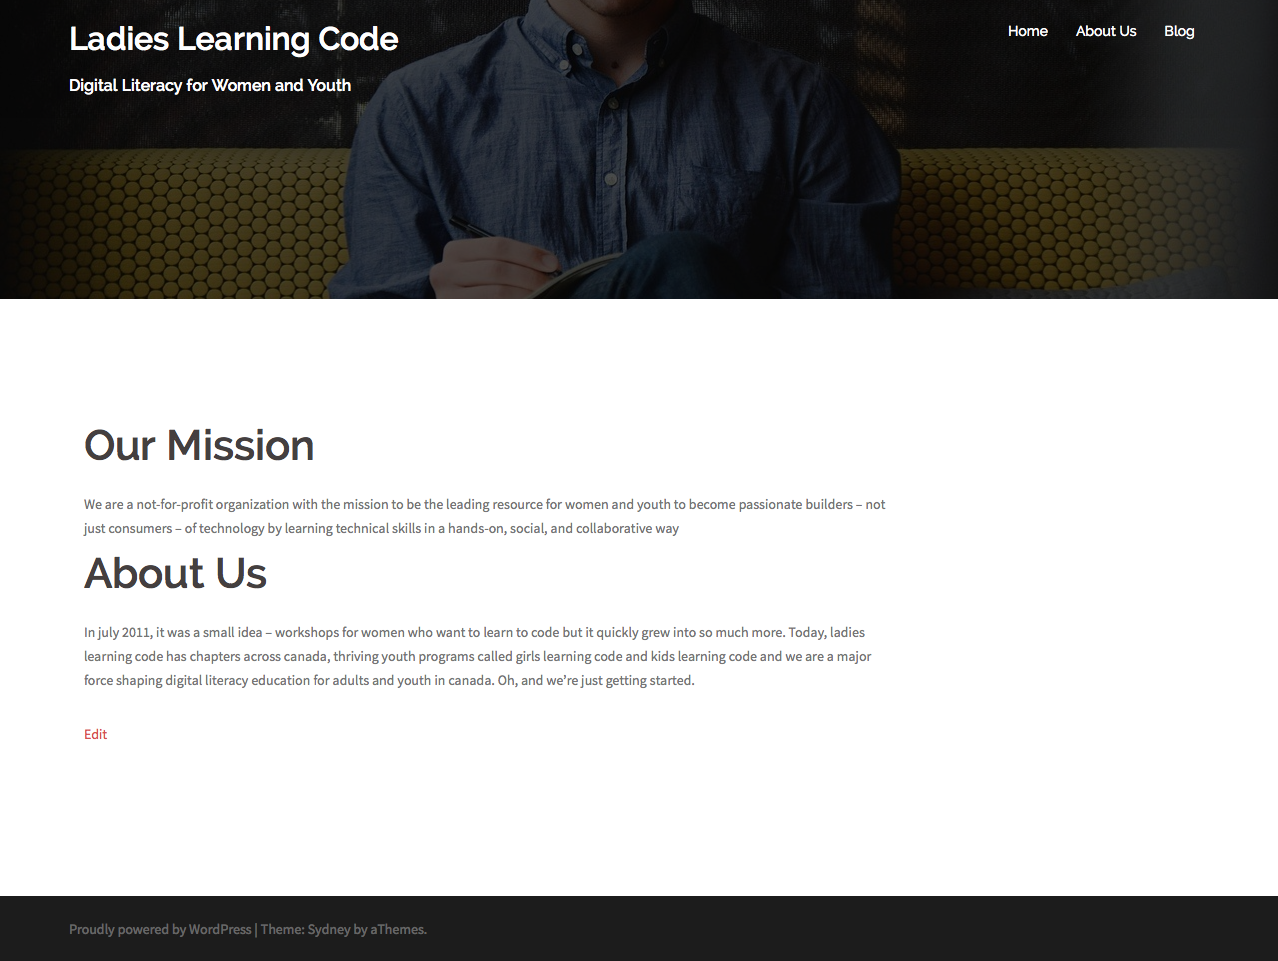 Ladies Learning Code
Home About Us Blog
Digital Literacy for Women and Youth
Our Mission
We are a not-for-profit organization with the mission to be the leading resource for women and youth to become passionate builders – not
just consumers – of technology by learning technical skills in a hands-on, social, and collaborative way
About Us
In july 2011, it was a small idea – workshops for women who want to learn to code but it quickly grew into so much more. Today, ladies
learning code has chapters across canada, thriving youth programs called girls learning code and kids learning code and we are a major
force shaping digital literacy education for adults and youth in canada. Oh, and we’re just getting started.
Edit
Proudly powered by WordPress | Theme: Sydney by aThemes.